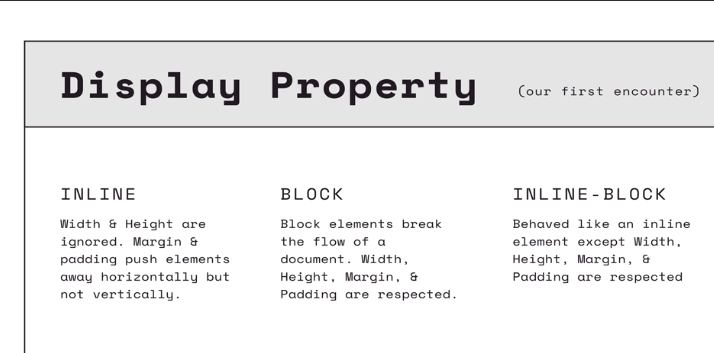 Display Property (our first encounter)
INLINE
Width & Height are
ignored. Margin &
padding push elements
away horizontally but
not vertically.
BLOCK
Block elements break
the flow of a
document. Width,
Height, Margin, &
Padding are respected.
INLINE-BLOCK
Behaved like an inline
element except Width,
Height, Margin, &
Padding are respected